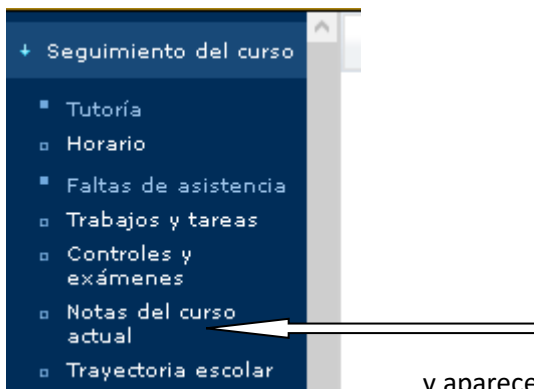 Seguimiento del curso
Tutoría
Horario
Faltas de asistencia
Trabajos y tareas
Controles y
exámenes
Notas del curso
actual
Trayectoria escolar
y aparece